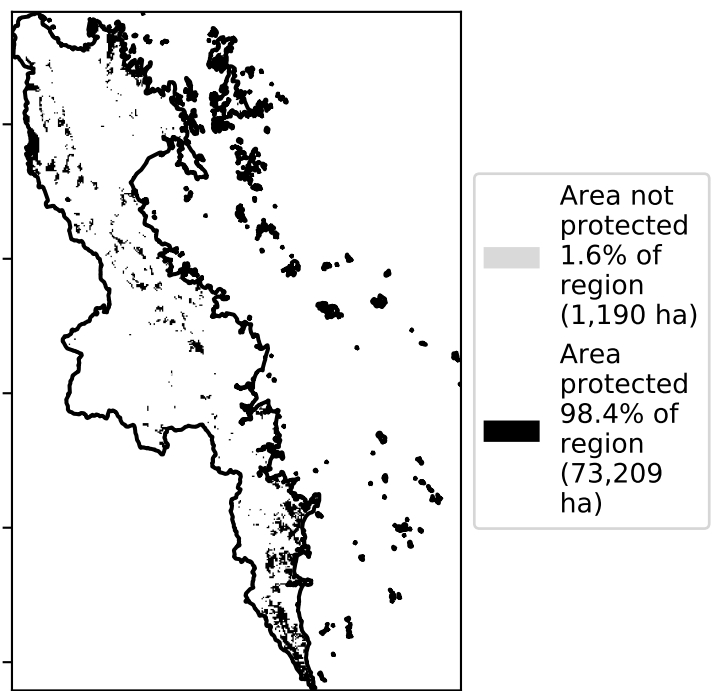 Area not
protected
1.6% of
region
(1,190 ha)
Area
protected
98.4% of
region
(73,209
ha)